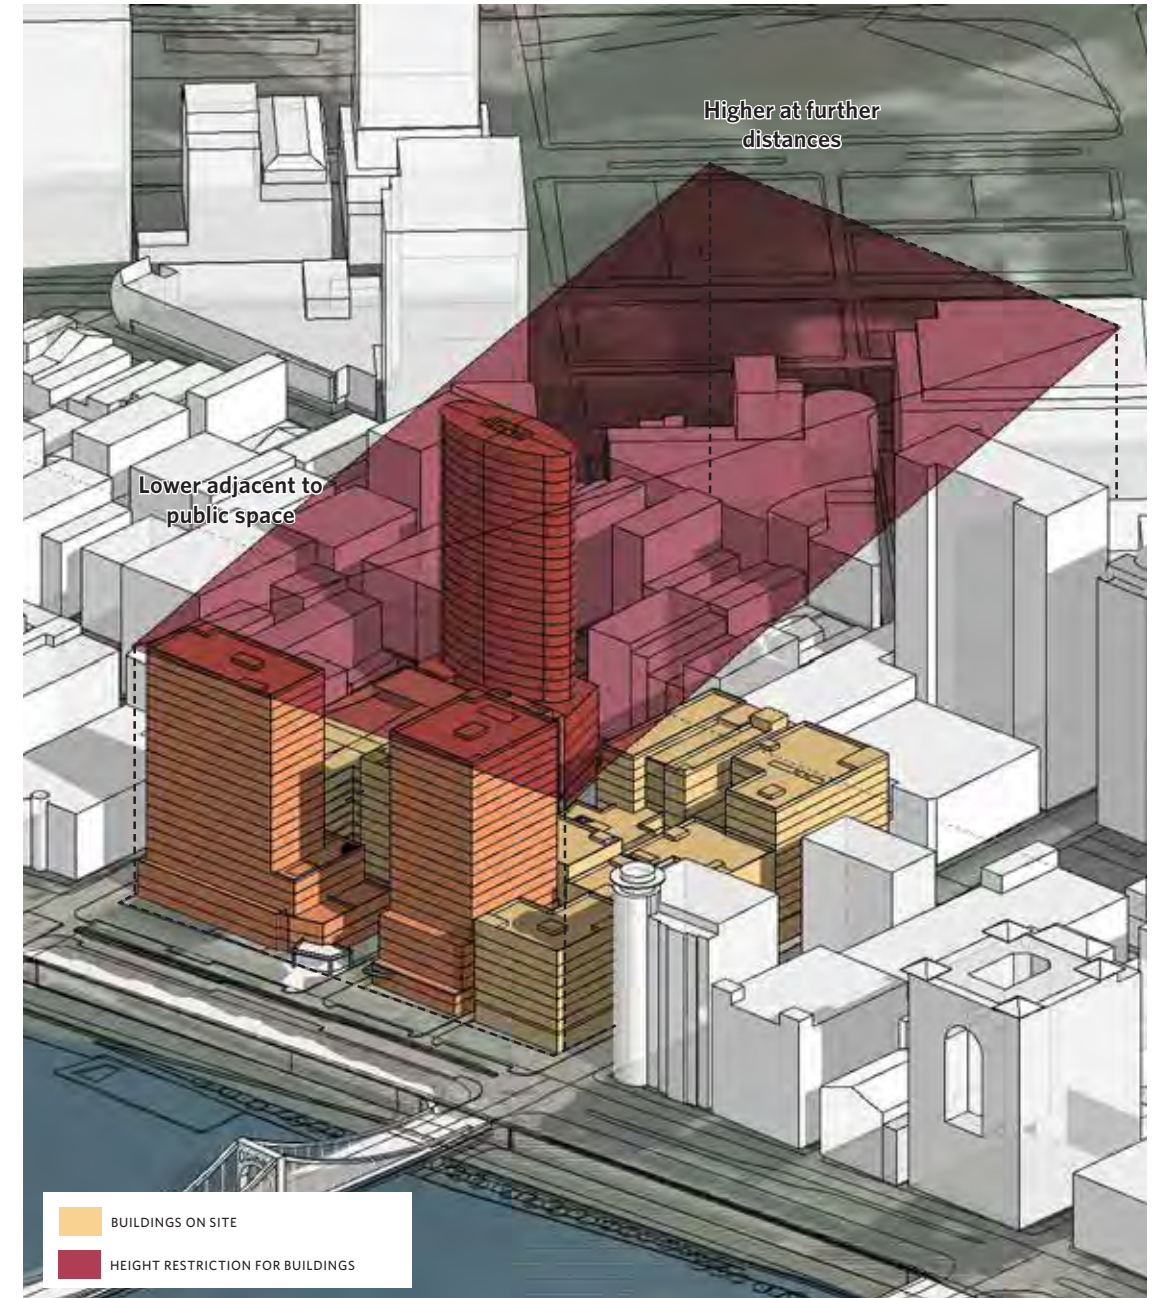 Higher at further
distances
Lower adjacent to
public space
BUILDINGS ON SITE
HEIGHT RESTRICTION FOR BUILDINGS